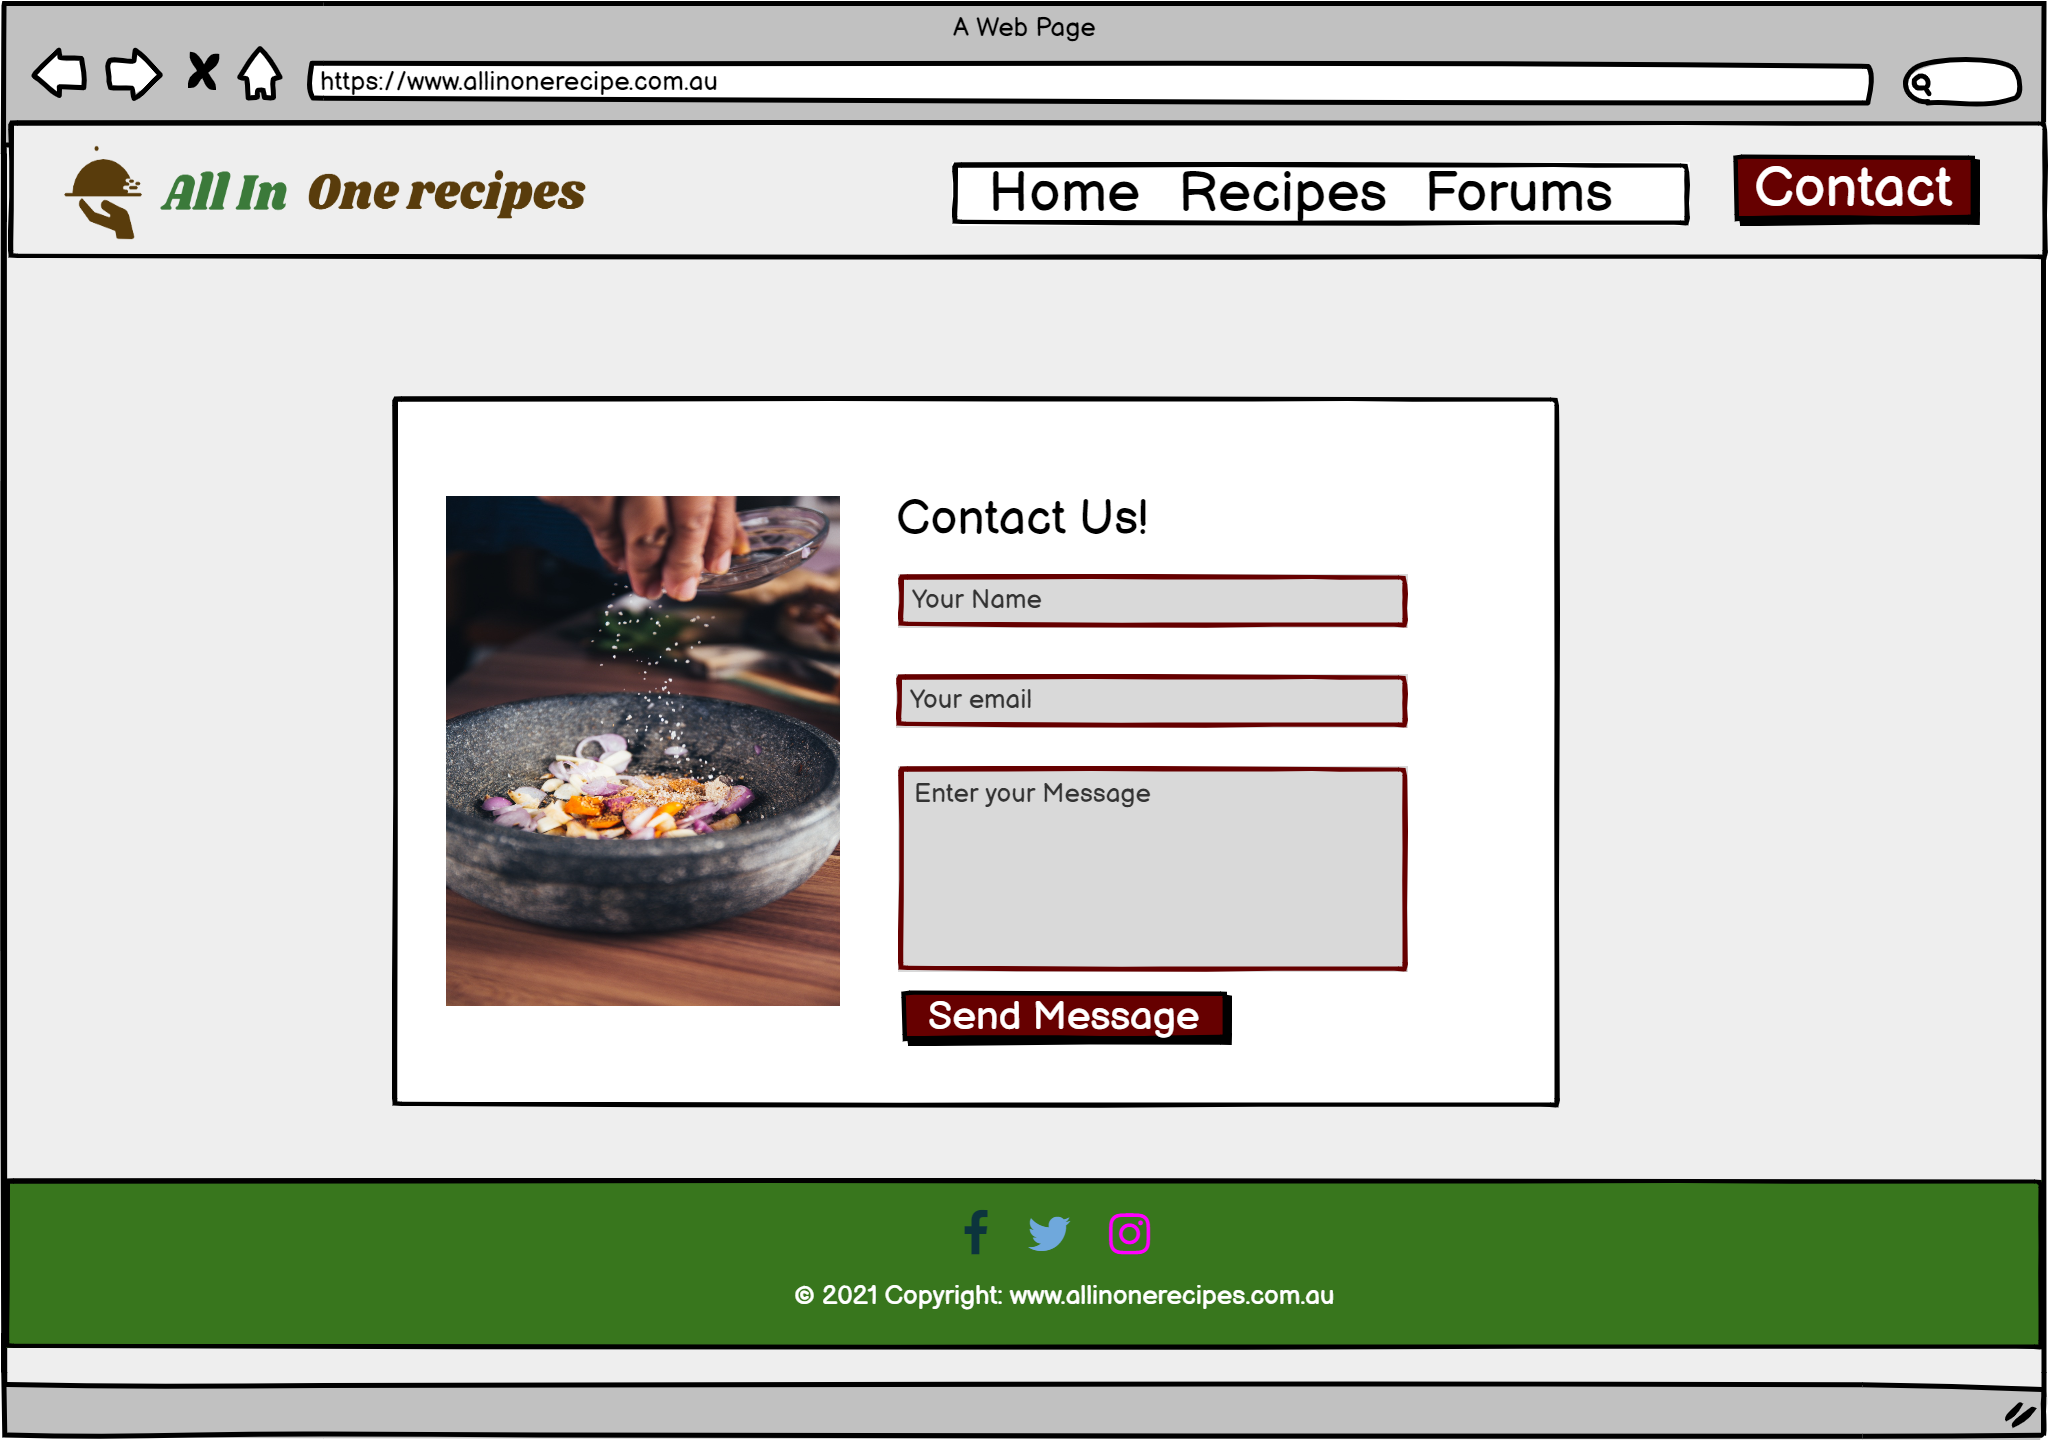 A Web Page
https://www.allinonerecipe.com.au
All In One recipes
Home Recipes Forums
Contact
Contact Us!
Your Name
Your email
Enter your Message
Send Message
© 2021 Copyright: www.allinonerecipes.com.au